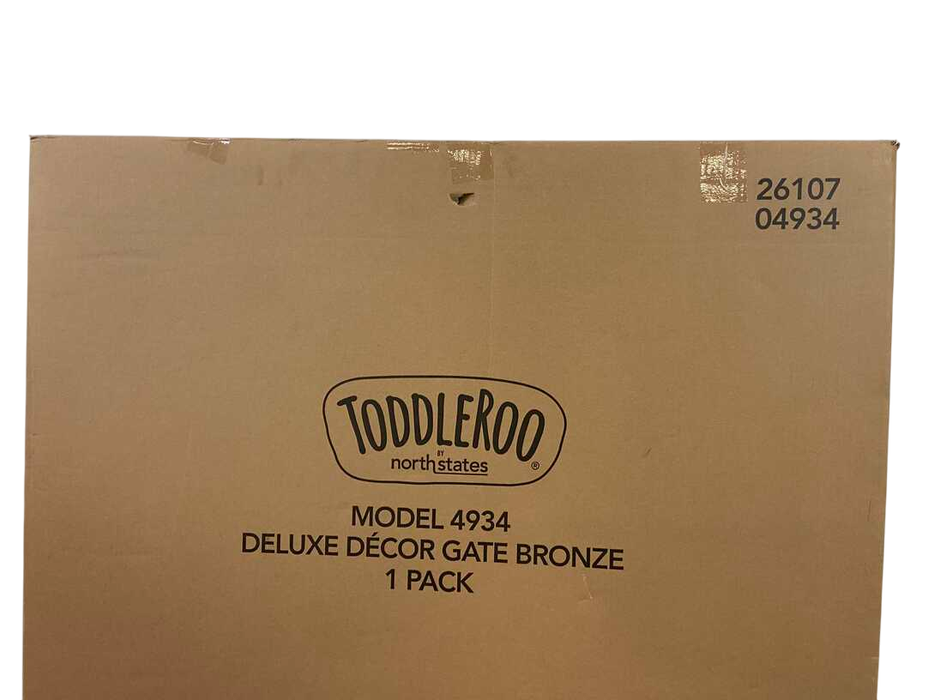 26107
04934
TODDLEROO
BY
northstates ®
MODEL 4934
DELUXE DÉCOR GATE BRONZE
1 PACK